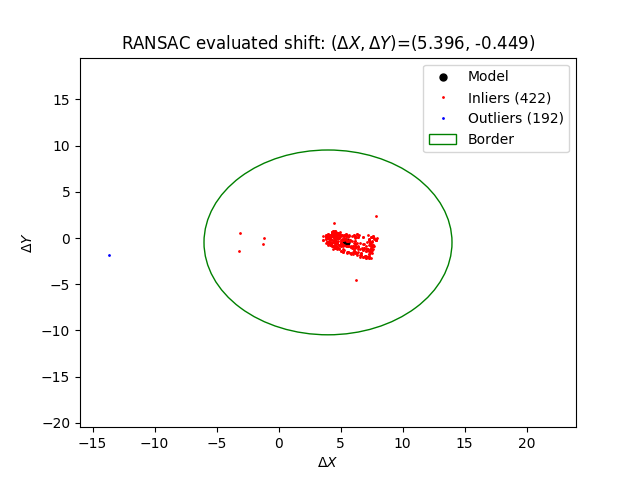 RANSAC evaluated shift: (ΔX, ΔY)=(5.396, -0.449)
Model
Inliers (422)
Outliers (192)
Border
15
10
5
0
−5
−10
−15
−20
ΔY
−15
−10
−5
0
5
10
15
20
ΔX